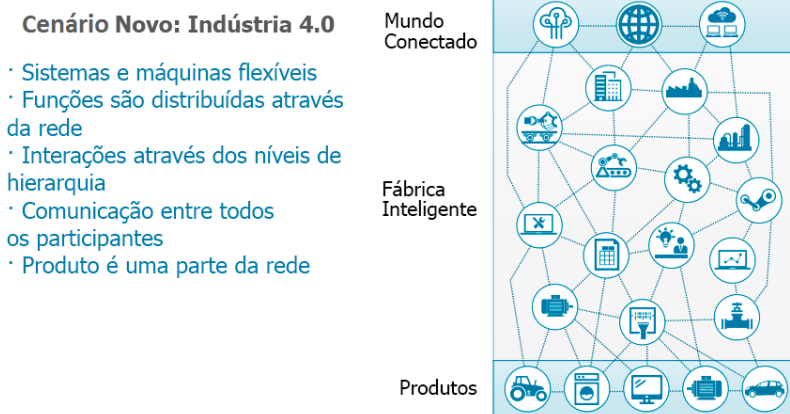 Cenário Novo: Indústria 4.0
· Sistemas e máquinas flexíveis
· Funções são distribuídas através
da rede
· Interações através dos níveis de
hierarquia
· Comunicação entre todos
os participantes
· Produto é uma parte da rede
Mundo
Conectado
Fábrica
Inteligente
Produtos